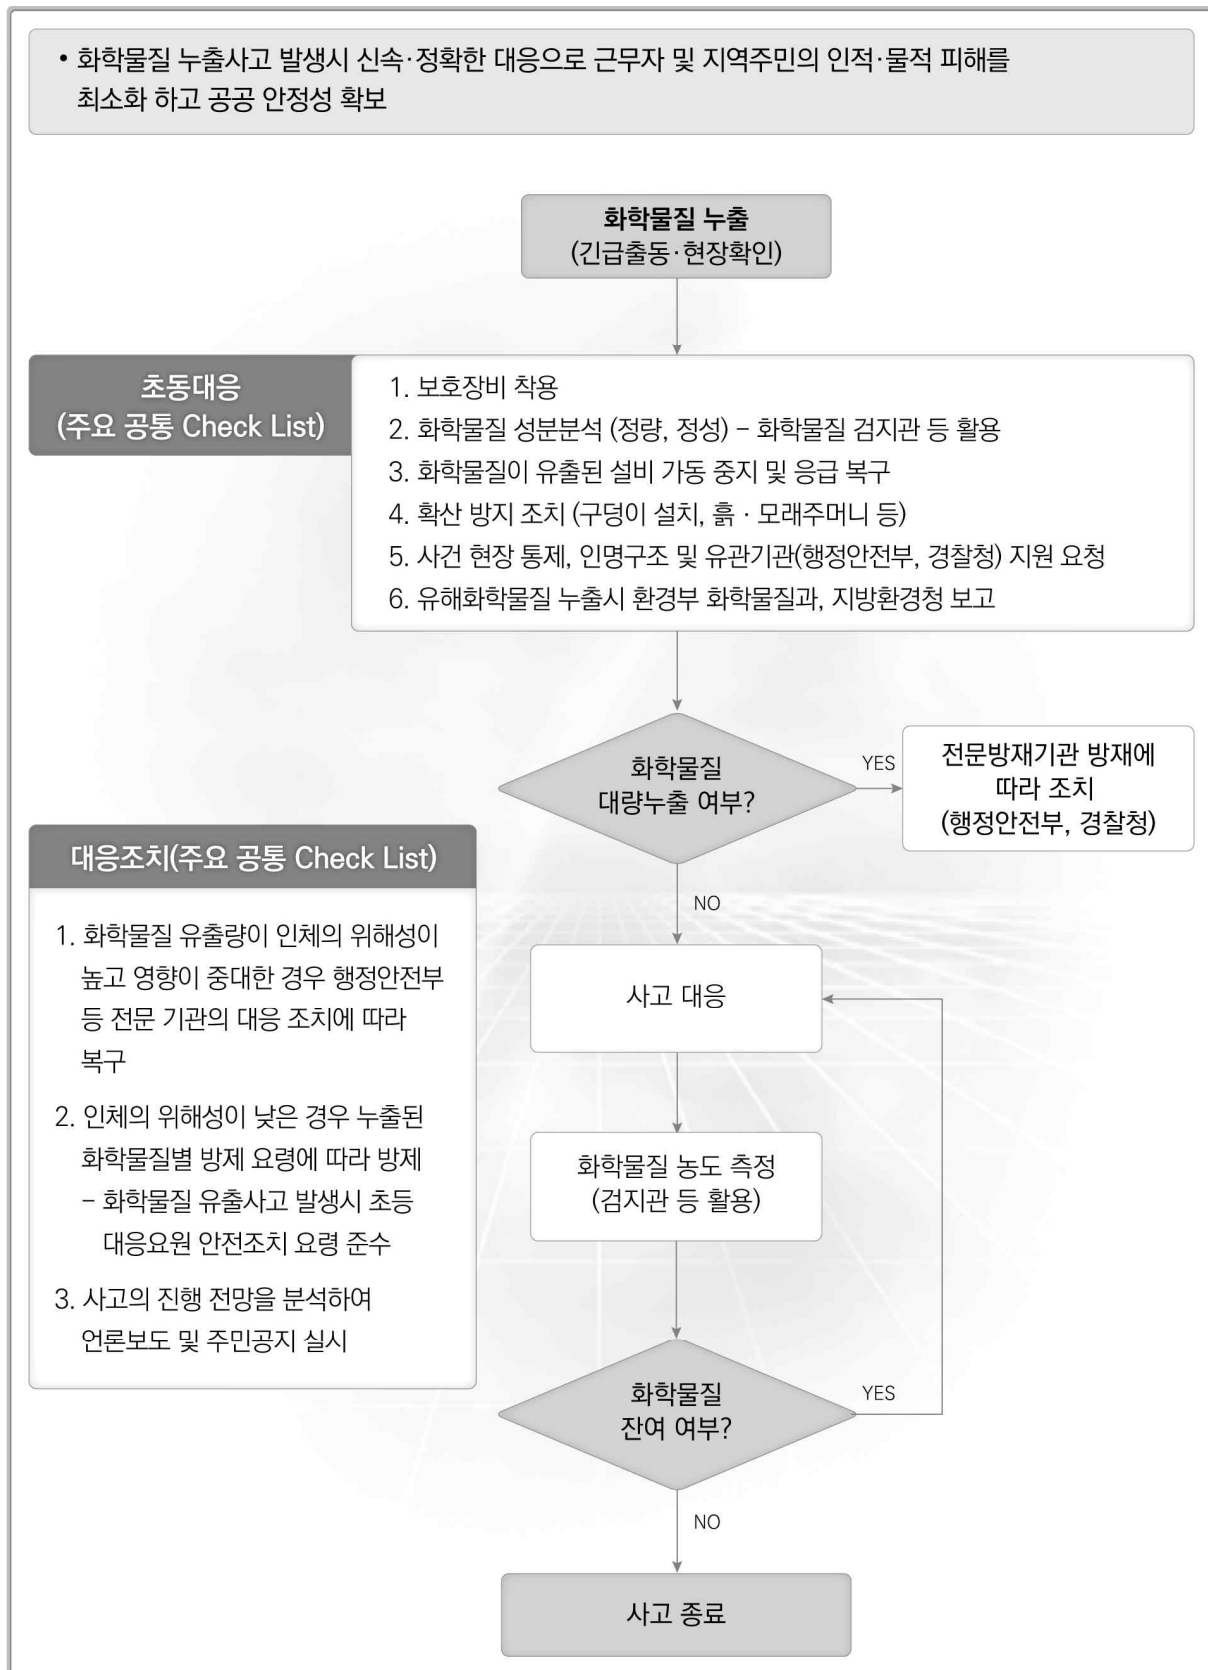 • 화학물질 누출사고 발생시 신속·정확한 대응으로 근무자 및 지역주민의 인적·물적 피해를
최소화 하고 공공 안정성 확보
화학물질 누출
(긴급출동·현장확인)
초동대응
(주요 공통 Check List)
1. 보호장비 착용
2. 화학물질 성분분석 (정량, 정성) – 화학물질 검지관 등 활용
3. 화학물질이 유출된 설비 가동 중지 및 응급 복구
4. 확산 방지 조치 (구덩이 설치, 흙 · 모래주머니 등)
5. 사건 현장 통제, 인명구조 및 유관기관(행정안전부, 경찰청) 지원 요청
6. 유해화학물질 누출시 환경부 화학물질과, 지방환경청 보고
화학물질
대량누출 여부?
YES
전문방재기관 방재에
따라 조치
(행정안전부, 경찰청)
NO
대응조치(주요 공통 Check List)
1. 화학물질 유출량이 인체의 위해성이
높고 영향이 중대한 경우 행정안전부
등 전문 기관의 대응 조치에 따라
복구
2. 인체의 위해성이 낮은 경우 누출된
화학물질별 방제 요령에 따라 방제
– 화학물질 유출사고 발생시 초등
대응요원 안전조치 요령 준수
3. 사고의 진행 전망을 분석하여
언론보도 및 주민공지 실시
사고 대응
화학물질 농도 측정
(검지관 등 활용)
화학물질
잔여 여부?
YES
NO
사고 종료